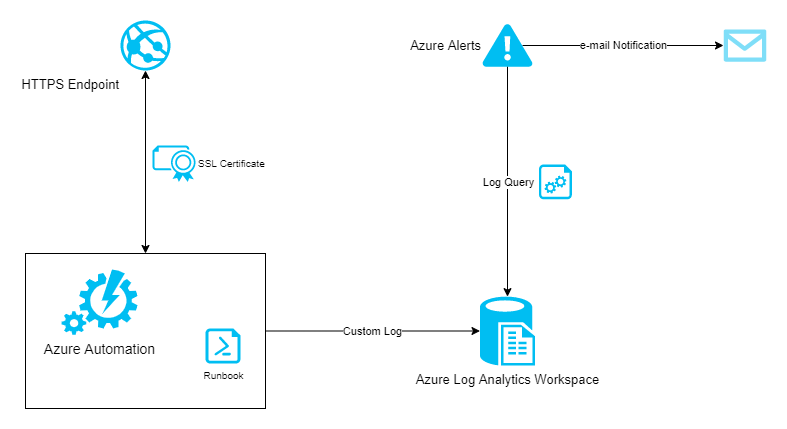 HTTPS Endpoint
Azure Alerts
e-mail Notification
SSL Certificate
Log Query
Azure Automation
Runbook
Custom Log
Azure Log Analytics Workspace